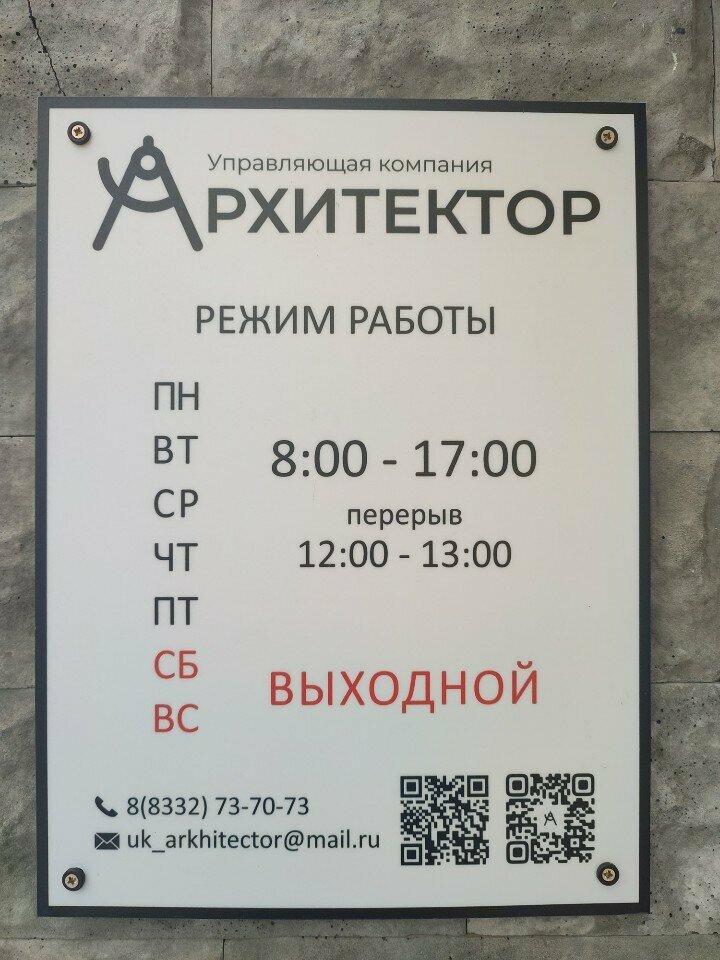 Управляющая компания
АРХИТЕКТОР
РЕЖИМ РАБОТЫ
ПН
ВТ
8:00 - 17:00
СР
перерыв
ЧТ
12:00 - 13:00
ПТ
СБ
ВЫХОДНОЙ
ВС
8(8332) 73-70-73
uk_arkhitector@mail.ru